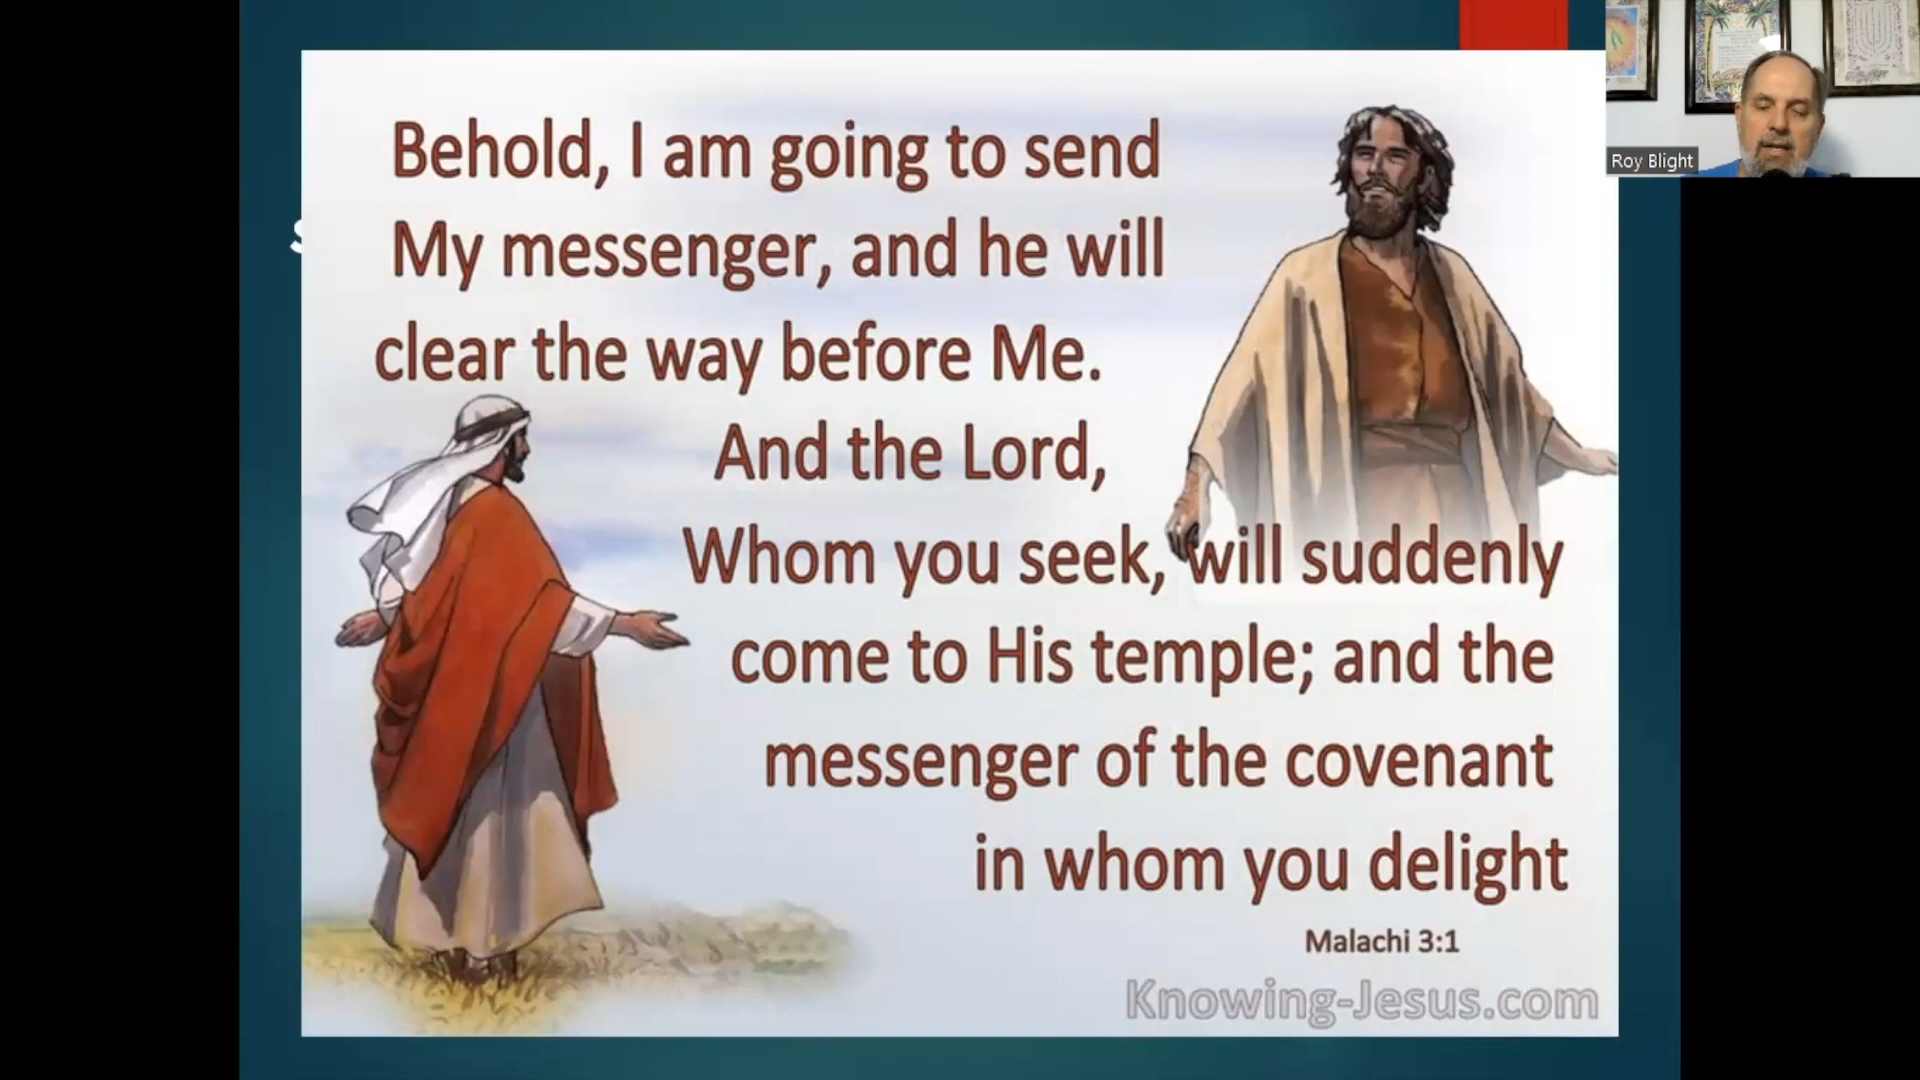 Behold, I am going to send
My messenger, and he will
clear the way before Me.
And the Lord,
Whom you seek, will suddenly
come to His temple; and the
messenger of the covenant
in whom you delight
Malachi 3:1
Knowing-Jesus.com
Roy Blight